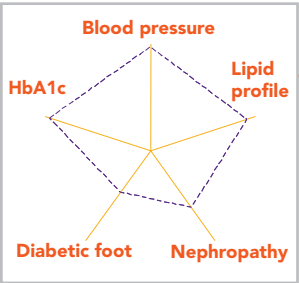 Blood pressure
Lipid
profile
HbA1c
Diabetic foot
Nephropathy